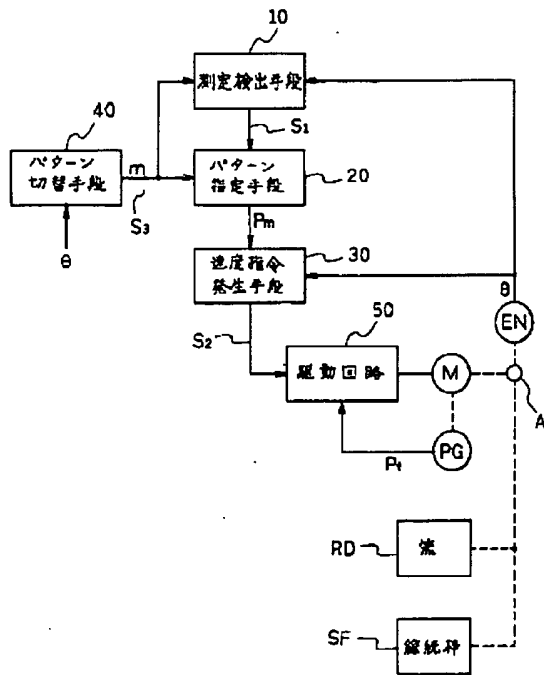 10
測定検出手段
40
パターン
切替手段
m
S1
S3
θ
パターン
指定手段
20
Pm
速度指令
発生手段
30
θ
EN
S2
50
駆動回路
M
A
PG
Pt
RD
SF
綜絖枠